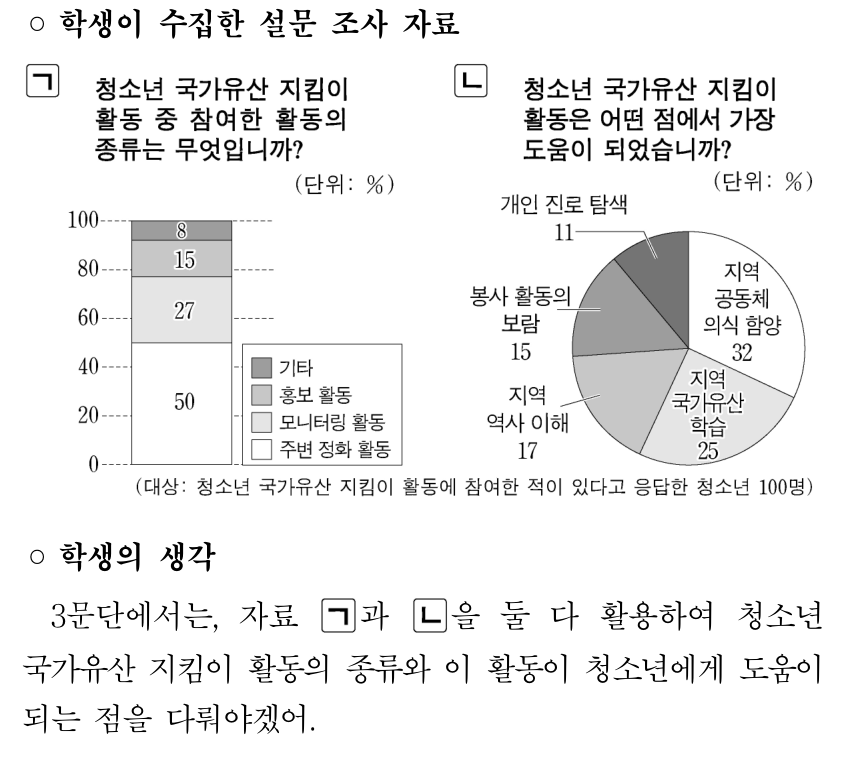 ○ 학생이 수집한 설문 조사 자료
ㄱ
청소년 국가유산 지킴이
활동 중 참여한 활동의
종류는 무엇입니까?
(단위: %)
100
80
60
40
20
0
8
15
27
50
기타
홍보 활동
모니터링 활동
주변 정화 활동
ㄴ
청소년 국가유산 지킴이
활동은 어떤 점에서 가장
도움이 되었습니까?
(단위: %)
개인 진로 탐색
11
봉사 활동의
보람
15
지역
역사 이해
17
지역
공동체
의식 함양
32
지역
국가유산
학습
25
(대상: 청소년 국가유산 지킴이 활동에 참여한 적이 있다고 응답한 청소년 100명)
○ 학생의 생각
3문단에서는, 자료 ㄱ과 ㄴ을 둘 다 활용하여 청소년
국가유산 지킴이 활동의 종류와 이 활동이 청소년에게 도움이
되는 점을 다뤄야겠어.